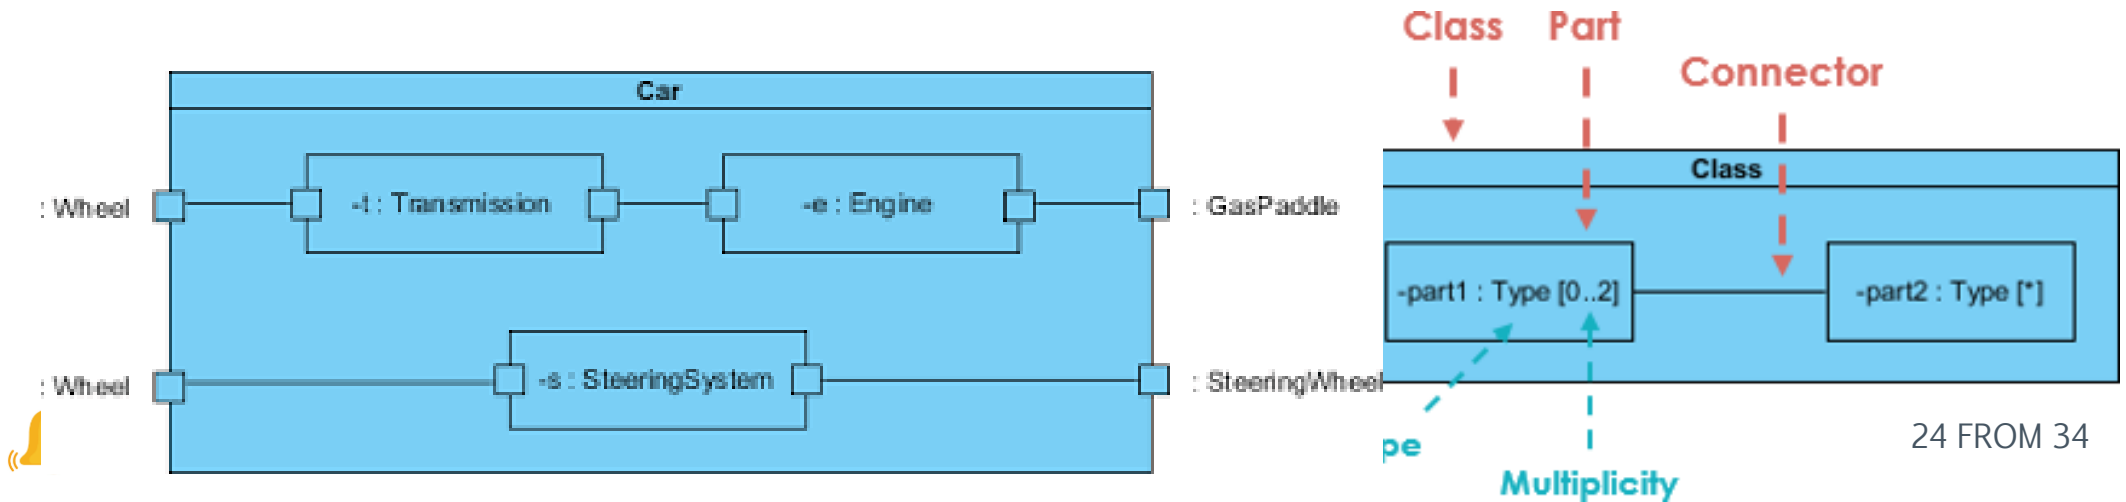 Car
: Wheel
-t : Transmission
-e : Engine
: GasPaddle
: Wheel
-s : SteeringSystem
: SteeringWheel
Class Part
Connector
Class
-part1 : Type [0..2]
-part2 : Type [*]
pe
Multiplicity
24 FROM 34